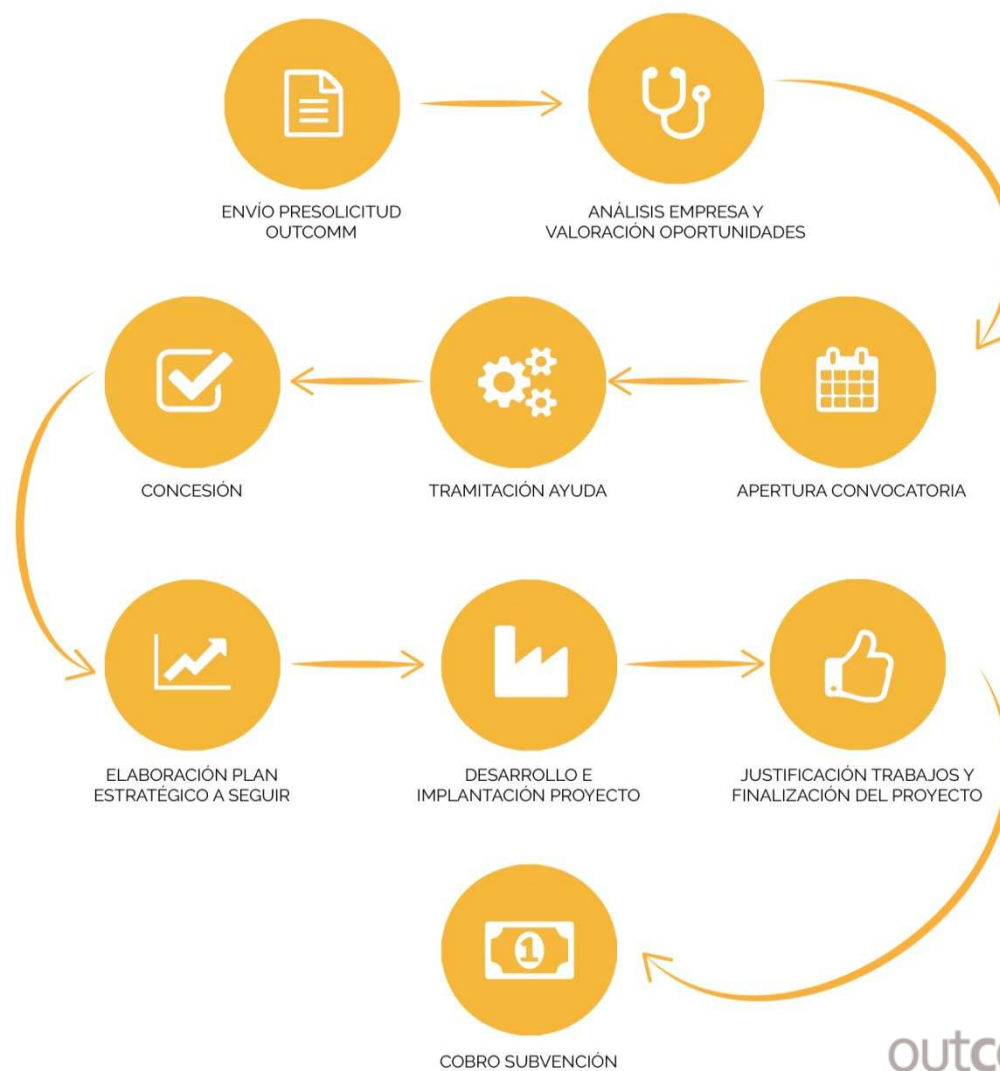 ENVÍO PRESOLICITUD
OUTCOMM
ANÁLISIS EMPRESA Y
VALORACIÓN OPORTUNIDADES
APERTURA CONVOCATORIA
TRAMITACIÓN AYUDA
CONCESIÓN
ELABORACIÓN PLAN
ESTRATÉGICO A SEGUIR
DESARROLLO E
IMPLANTACIÓN PROYECTO
JUSTIFICACIÓN TRABAJOS Y
FINALIZACIÓN DEL PROYECTO
1
COBRO SUBVENCIÓN